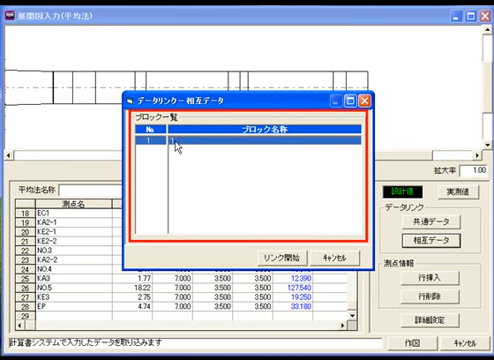 展開図入力(平均法)
データリンク－相互データ
ブロック一覧
No ブロック名称
1 1
拡大率 1.00
平均法名称
設計値 実測値
測点名
データリンク
共通データ
相互データ
測点情報
行挿入
行削除
詳細設定
18 EC1
19 KA2-1
20 KE2-1
21 KE2-2
22 NO.3
23 KA2-2
24 NO.4
25 KA3 1.77 7.000 3.500 3.500 12.390
26 NO.5 18.22 7.000 3.500 3.500 127.540
27 KE3 2.75 7.000 3.500 3.500 19.250
28 EP 4.74 7.000 3.500 3.500 33.180
29
リンク開始 キャンセル
計算書システムで入力したデータを取り込みます
作図 キャンセル